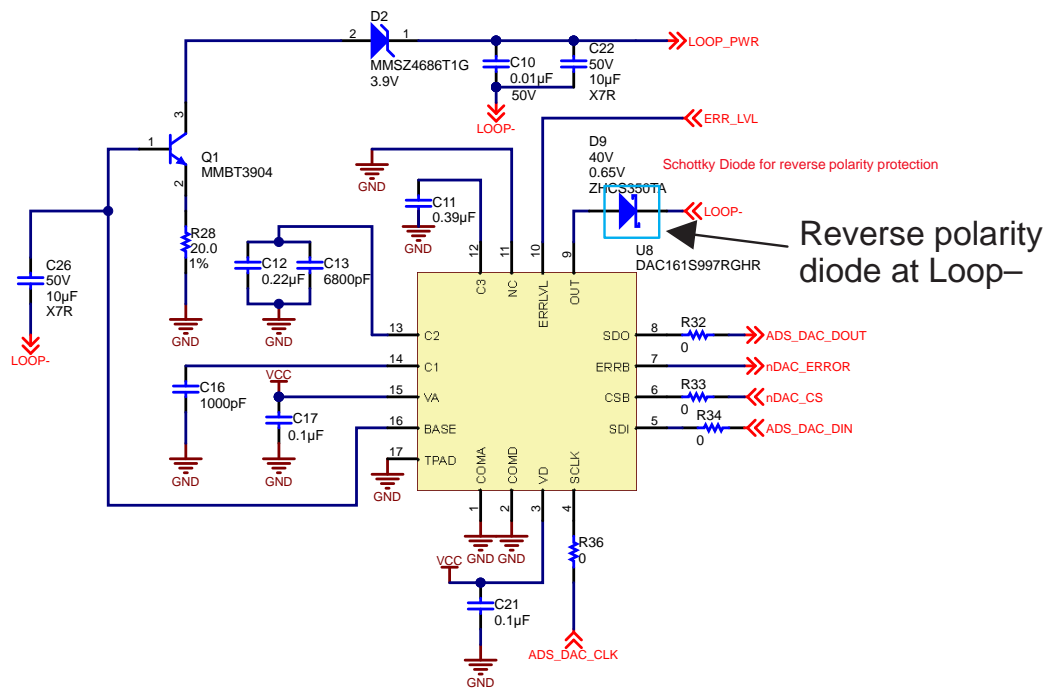 D2
2
1
MMSZ4686T1G
3.9V
C10
0.01µF
50V
LOOP-
C22
50V
10µF
X7R
LOOP_PWR
ERR_LVL
3
1
2
Q1
MMBT3904
R28
20.0
1%
GND
C26
50V
10µF
X7R
LOOP-
GND
C11
0.39µF
GND
D9
40V
0.65V
ZHCS350TA
Schottky Diode for reverse polarity protection
LOOP-
Reverse polarity
diode at Loop–
U8
DAC161S997RGHR
C12
0.22µF
C13
6800pF
GND
12
11
10
9
C3
NC
ERRLVL
OUT
13
C2
14
C1
15
VA
16
BASE
17
TPAD
SDO
8
R32
0
ADS_DAC_DOUT
ERRB
7
nDAC_ERROR
CSB
6
R33
0
nDAC_CS
SDI
5
R34
0
ADS_DAC_DIN
C16
1000pF
GND
VCC
C17
0.1µF
GND
GND
COMA
COMD
VD
SCLK
1
2
3
4
GND
GND
R36
0
VCC
C21
0.1µF
GND
ADS_DAC_CLK